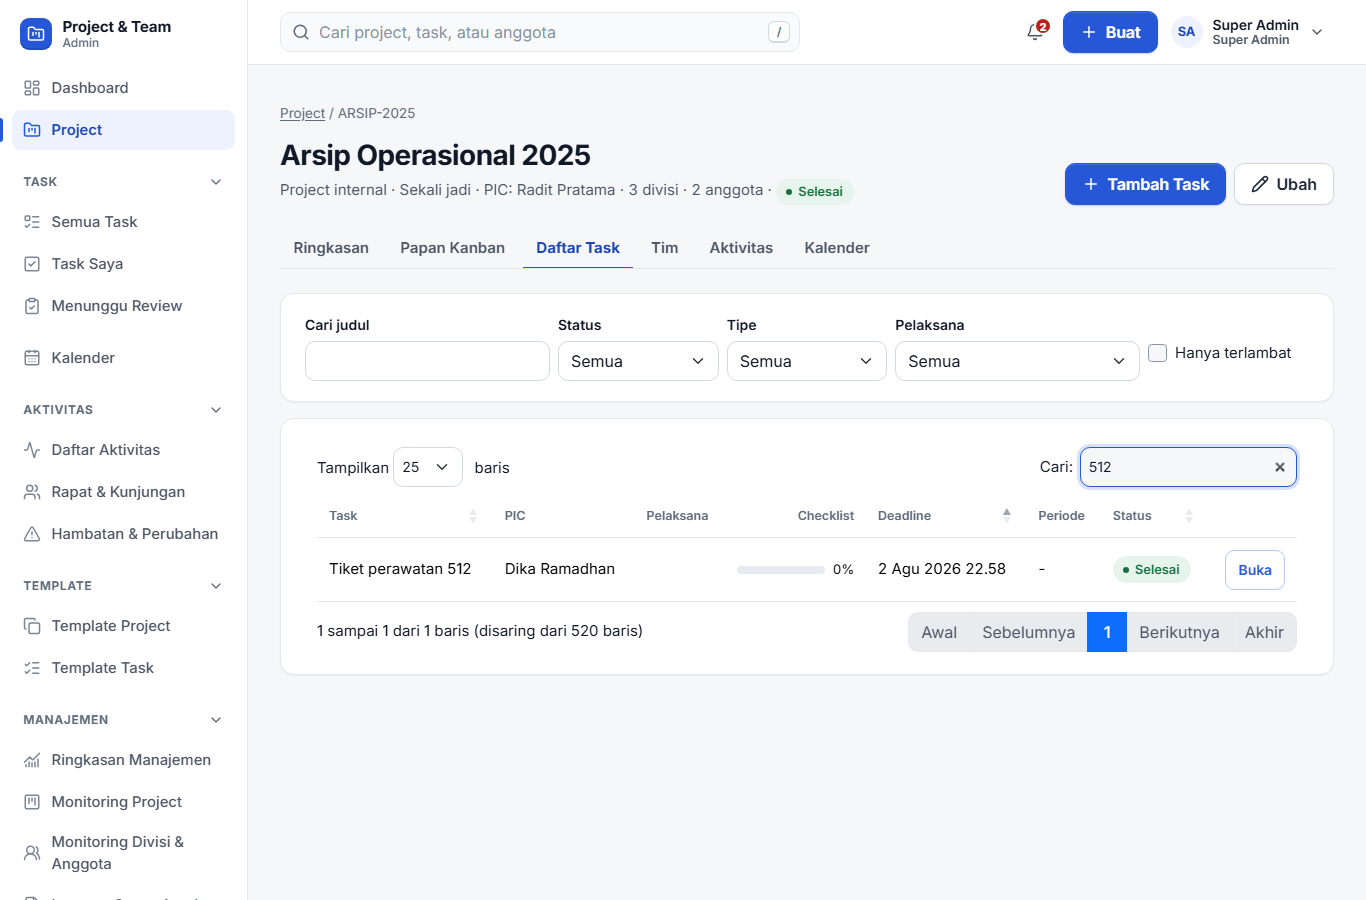 Project & Team
Admin
Dashboard
Project
TASK
Semua Task
Task Saya
Menunggu Review
Kalender
AKTIVITAS
Daftar Aktivitas
Rapat & Kunjungan
Hambatan & Perubahan
TEMPLATE
Template Project
Template Task
MANAJEMEN
Ringkasan Manajemen
Monitoring Project
Monitoring Divisi &
Anggota
Cari project, task, atau anggota
/
2
Buat
SA
Super Admin
Super Admin
Project / ARSIP-2025
Arsip Operasional 2025
Project internal · Sekali jadi · PIC: Radit Pratama · 3 divisi · 2 anggota · Selesai
Tambah Task
Ubah
Ringkasan
Papan Kanban
Daftar Task
Tim
Aktivitas
Kalender
Cari judul
Status
Semua
Tipe
Semua
Pelaksana
Semua
Hanya terlambat
Tampilkan 25 baris
Cari: 512
Task PIC Pelaksana Checklist Deadline Periode Status
Tiket perawatan 512 Dika Ramadhan 0% 2 Agu 2026 22.58 - Selesai Buka
1 sampai 1 dari 1 baris (disaring dari 520 baris)
Awal Sebelumnya 1 Berikutnya Akhir